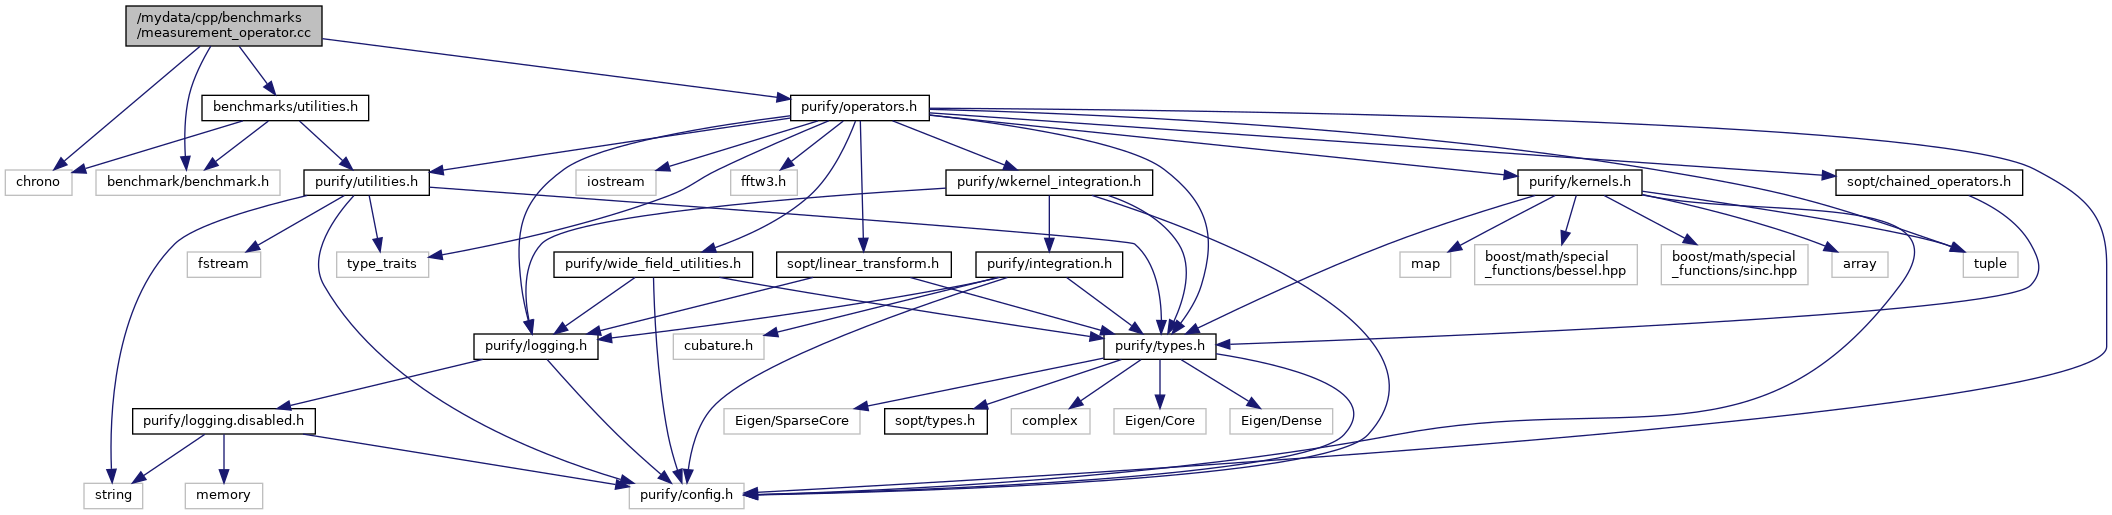 /mydata/cpp/benchmarks
/measurement_operator.cc
benchmarks/utilities.h
purify/operators.h
chrono
benchmark/benchmark.h
purify/utilities.h
iostream
fftw3.h
purify/wkernel_integration.h
purify/kernels.h
sopt/chained_operators.h
fstream
type_traits
purify/wide_field_utilities.h
sopt/linear_transform.h
purify/integration.h
map
boost/math/special
_functions/bessel.hpp
boost/math/special
_functions/sinc.hpp
array
tuple
purify/logging.h
cubature.h
purify/types.h
purify/logging.disabled.h
Eigen/SparseCore
sopt/types.h
complex
Eigen/Core
Eigen/Dense
string
memory
purify/config.h